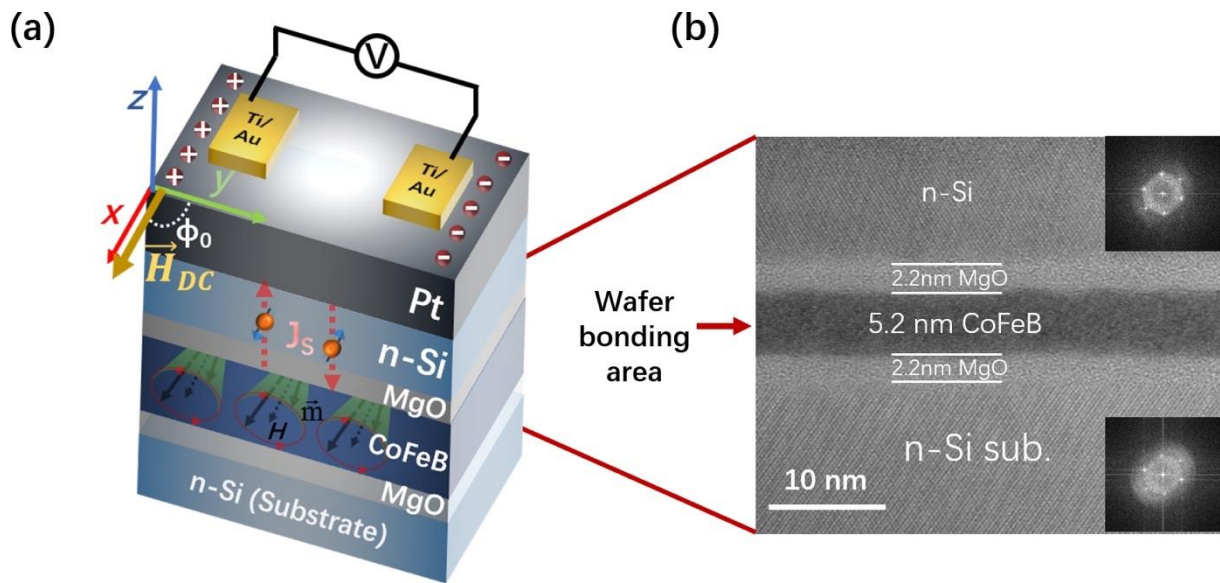 (a)
(b)
V
Ti/
Au
Ti/
Au
+
+
+
+
+
-
-
-
-
-
Z
y
X
ϕ₀
H⃗_DC
Pt
n-Si
J_S
MgO
m⃗
H
CoFeB
MgO
n-Si (Substrate)
Wafer
bonding
area
n-Si
2.2nm MgO
5.2 nm CoFeB
2.2nm MgO
n-Si sub.
10 nm